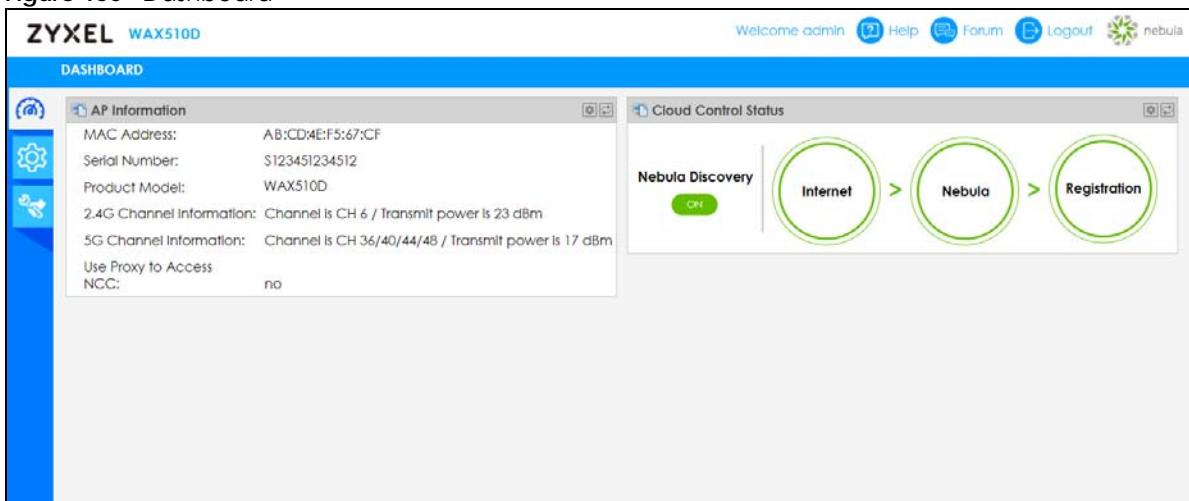 ZYXEL WAX510D
Welcome admin Help Forum Logout nebula
DASHBOARD
AP Information
MAC Address: AB:CD:4E:F5:67:CF
Serial Number: S123451234512
Product Model: WAX510D
2.4G Channel Information: Channel is CH 6 / Transmit power is 23 dBm
5G Channel Information: Channel is CH 36/40/44/48 / Transmit power is 17 dBm
Use Proxy to Access
NCC: no
Cloud Control Status
Nebula Discovery
ON
Internet > Nebula > Registration